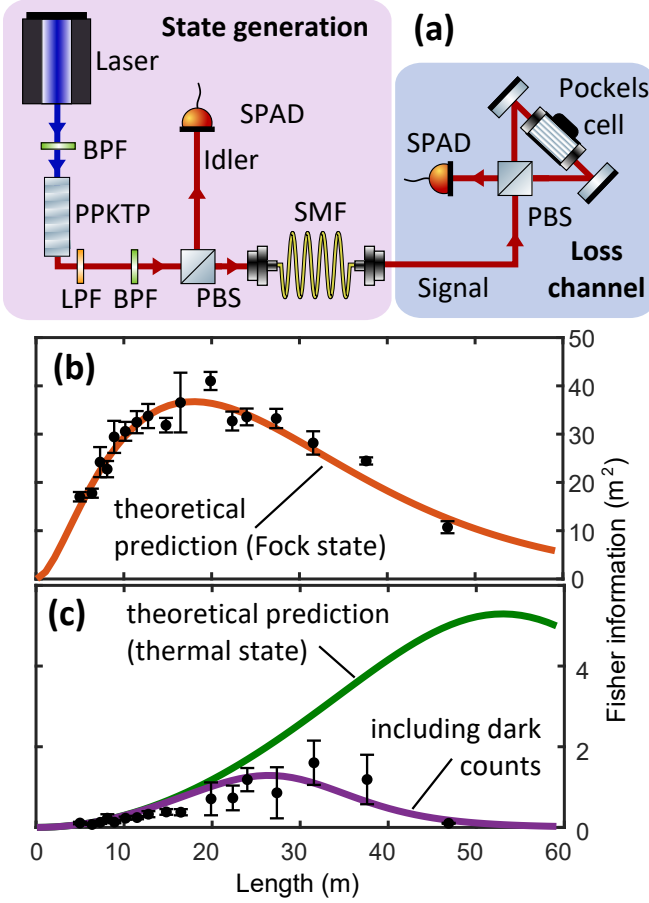 State generation
(a)
Laser
SPAD
Pockels
cell
BPF
Idler
SPAD
PPKTP
SMF
PBS
LPF
BPF
PBS
Signal
Loss
channel
(b)
50
40
30
20
10
0
theoretical
prediction (Fock state)
Fisher information (m²)
(c)
theoretical prediction
(thermal state)
including dark
counts
4
2
0
0 10 20 30 40 50 60
Length (m)